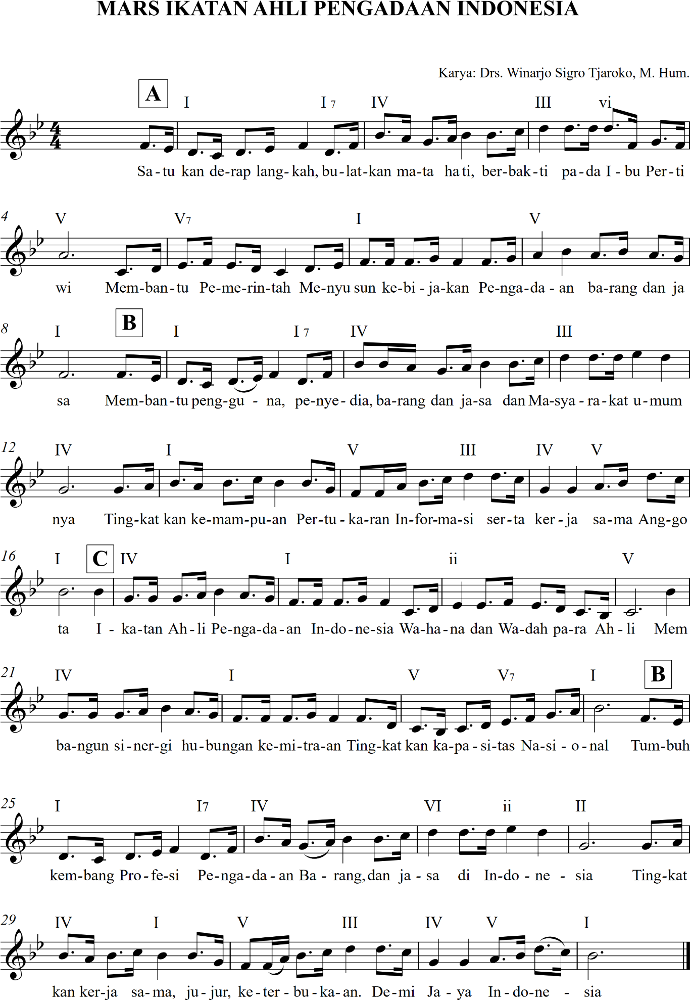 MARS IKATAN AHLI PENGADAAN INDONESIA
Karya: Drs. Winarjo Sigro Tjaroko, M. Hum.
A
I I 7 IV III vi
4 4
Sa - tu kan de - rap lang - kah, bu - lat - kan ma - ta ha ti, ber - bak - ti pa - da I - bu Per - ti
4 V V7 I V
wi Mem - ban - tu Pe - me - rin - tah Me - nyu sun ke - bi - ja - kan Pe - nga - da - an ba - rang dan ja
B
8 I I I 7 IV III
sa Mem - ban - tu peng - gu - na, pe - nye - dia, ba - rang dan ja - sa dan Ma - sya - ra - kat u - mum
12 IV I V III IV V
nya Ting - kat kan ke - mam - pu - an Per - tu - ka - ran In - for - ma - si ser - ta ker - ja sa - ma Ang - go
16 I C IV I ii V
ta I - ka - tan Ah - li Pe - nga - da - an In - do - ne - sia Wa - ha - na dan Wa - dah pa - ra Ah - li Mem
21 IV I V V7 I B
ba - ngun si - ner - gi hu - bungan ke - mi - tra - an Ting - kat kan ka - pa - si - tas Na - si - o - nal Tum - buh
25 I I7 IV VI ii II
kem - bang Pro - fe - si Pe - nga - da - an Ba - rang, dan ja - sa di In - do - ne - sia Ting - kat
29 IV I V III IV V I
kan ker - ja sa - ma, ju - jur, ke - ter - bu - ka - an. De - mi Ja - ya In - do - ne - sia